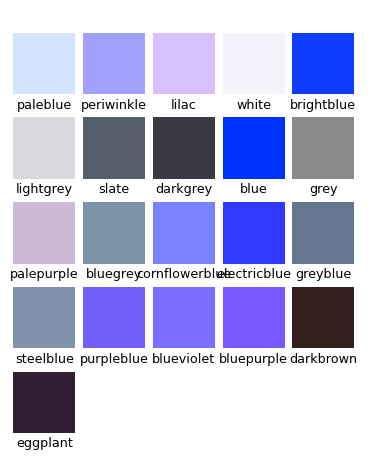 paleblue periwinkle lilac white brightblue
lightgrey slate darkgrey blue grey
palepurple bluegrey cornflowerblue electricblue greyblue
steelblue purpleblue blueviolet bluepurple darkbrown
eggplant